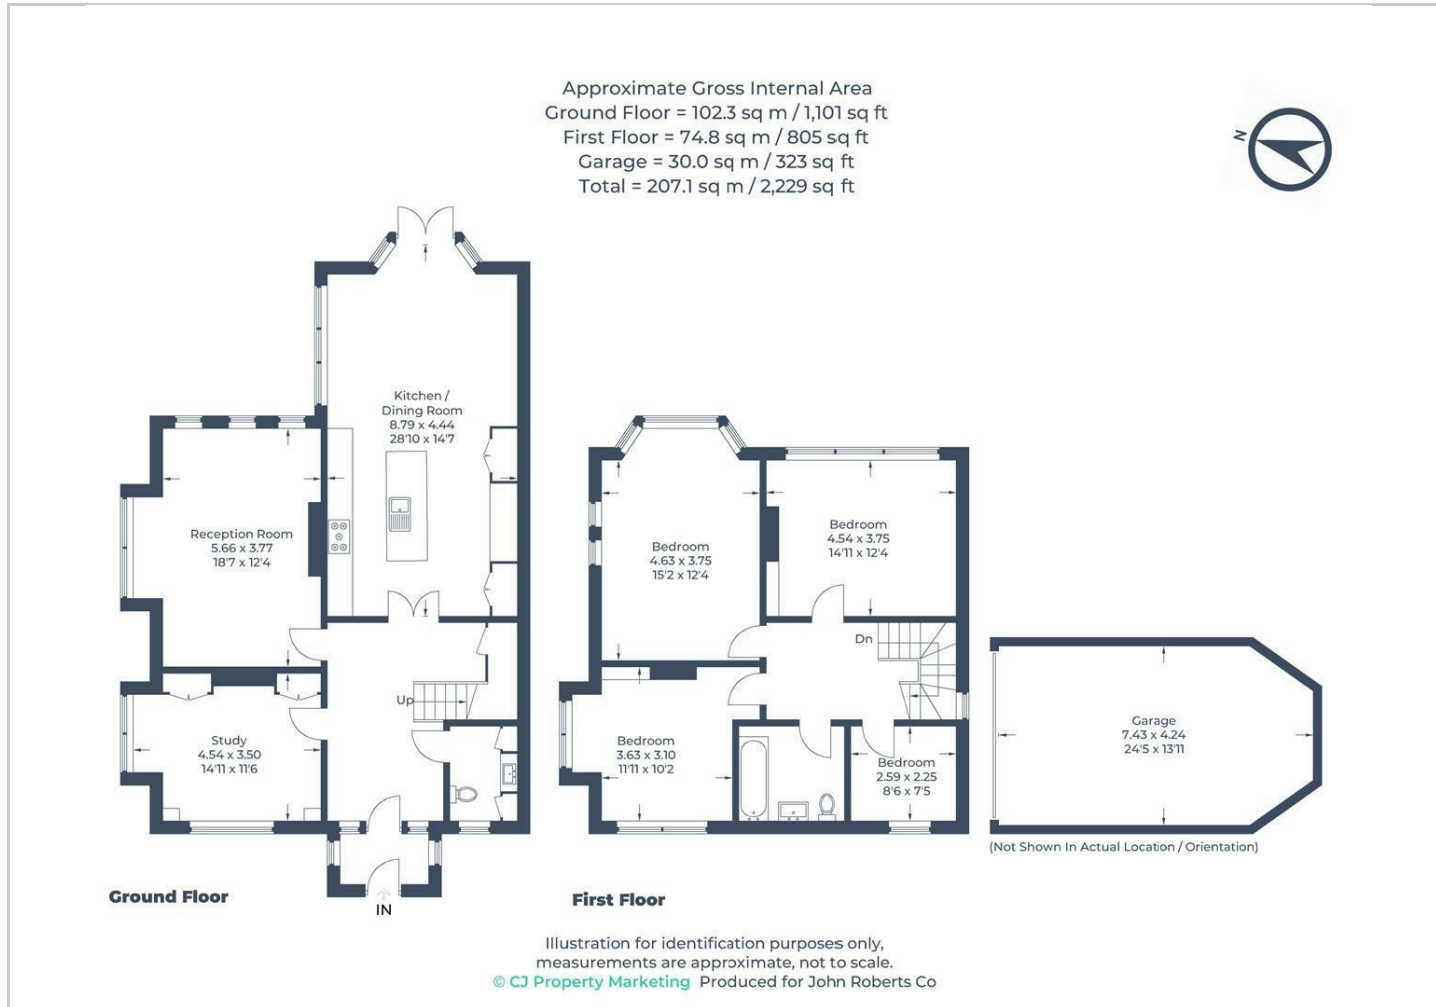 Approximate Gross Internal Area
Ground Floor = 102.3 sq m / 1,101 sq ft
First Floor = 74.8 sq m / 805 sq ft
Garage = 30.0 sq m / 323 sq ft
Total = 207.1 sq m / 2,229 sq ft
N
Kitchen /
Dining Room
8.79 x 4.44
28'10 x 14'7
Reception Room
5.66 x 3.77
18'7 x 12'4
Up
Study
4.54 x 3.50
14'11 x 11'6
IN
Ground Floor
Bedroom
4.63 x 3.75
15'2 x 12'4
Bedroom
4.54 x 3.75
14'11 x 12'4
Dn
Bedroom
3.63 x 3.10
11'11 x 10'2
Bedroom
2.59 x 2.25
8'6 x 7'5
First Floor
Garage
7.43 x 4.24
24'5 x 13'11
(Not Shown In Actual Location / Orientation)
Illustration for identification purposes only,
measurements are approximate, not to scale.
© CJ Property Marketing Produced for John Roberts Co